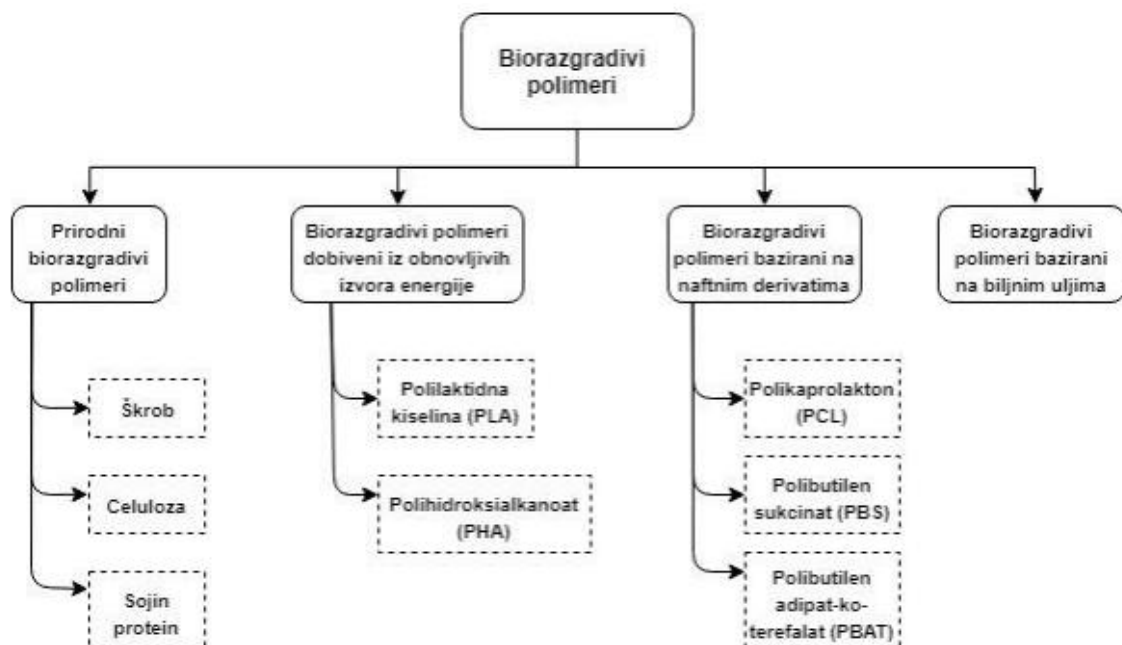 Biorazgradivi
polimeri
Prirodni
biorazgradivi
polimeri
Biorazgradivi polimeri
dobiveni iz obnovljivih
izvora energije
Biorazgradivi
polimeri bazirani na
naftnim derivatima
Biorazgradivi
polimeri bazirani
na biljnim uljima
Škrob
Celuloza
Sojin
protein
Polilaktidna
kiselina (PLA)
Polihidroksialkanoat
(PHA)
Polikaprolakton
(PCL)
Polibutilen
sukcinat (PBS)
Polibutilen
adipat-ko-
terefalat (PBAT)